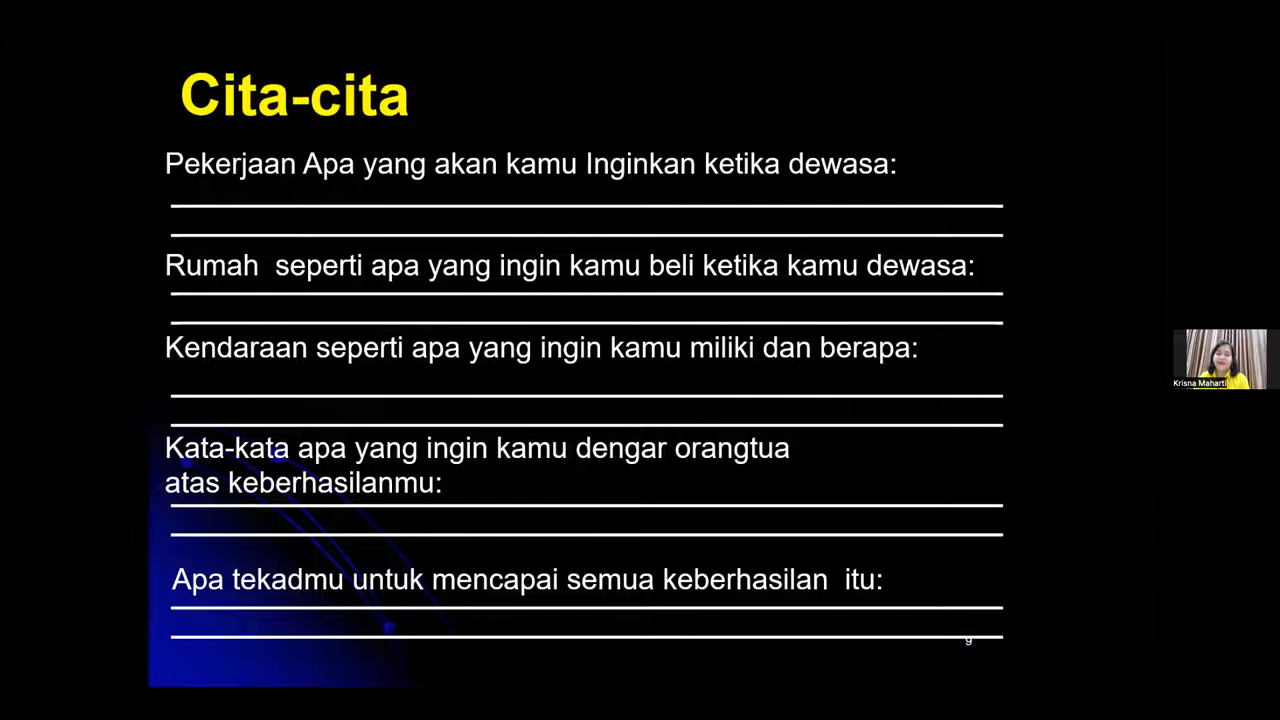 Cita-cita
Pekerjaan Apa yang akan kamu Inginkan ketika dewasa:
Rumah  seperti apa yang ingin kamu beli ketika kamu dewasa:
Kendaraan seperti apa yang ingin kamu miliki dan berapa:
Krisna Maharti
Kata-kata apa yang ingin kamu dengar orangtua
atas keberhasilanmu:
Apa tekadmu untuk mencapai semua keberhasilan  itu:
9